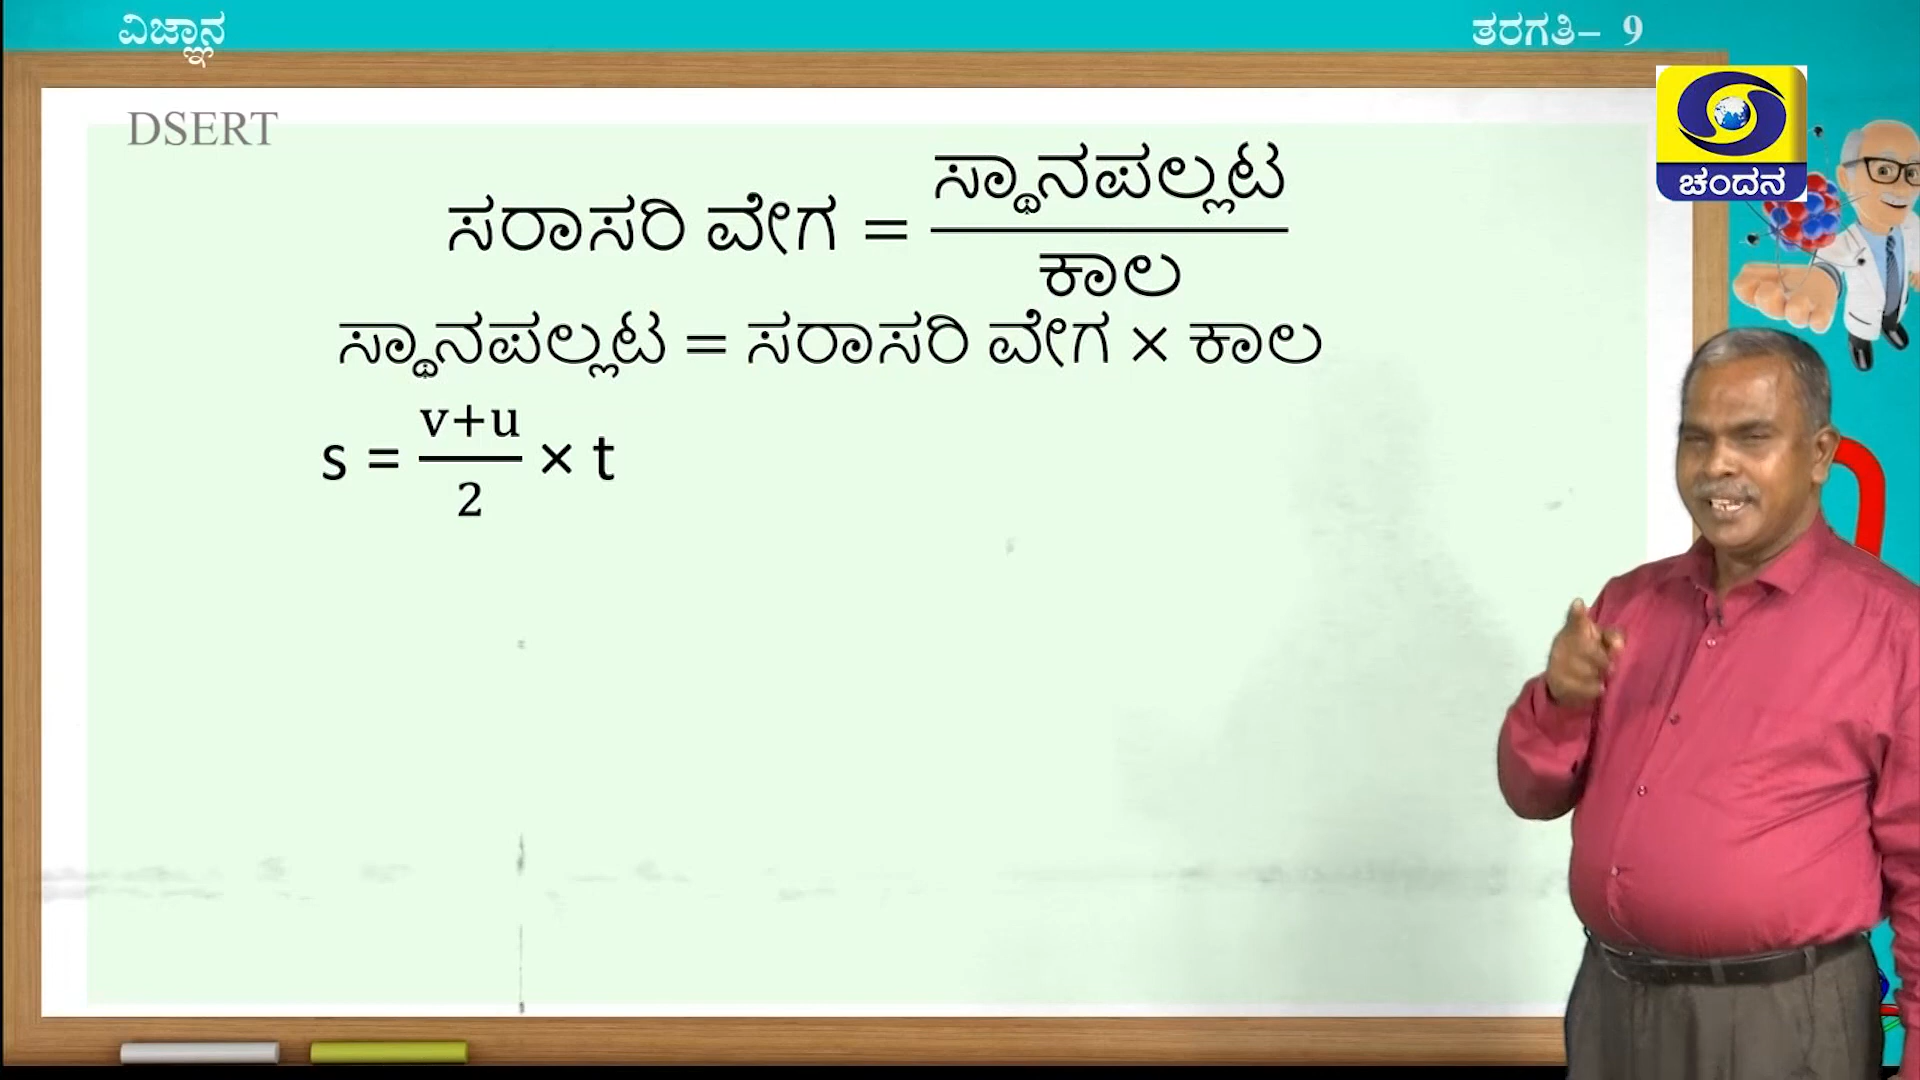 ವಿಜ್ಞಾನ
ತರಗತಿ– 9
DSERT
ಚಂದನ
ಸರಾಸರಿ ವೇಗ = ಸ್ಥಾನಪಲ್ಲಟ / ಕಾಲ
ಸ್ಥಾನಪಲ್ಲಟ = ಸರಾಸರಿ ವೇಗ × ಕಾಲ
s = v+u / 2 × t